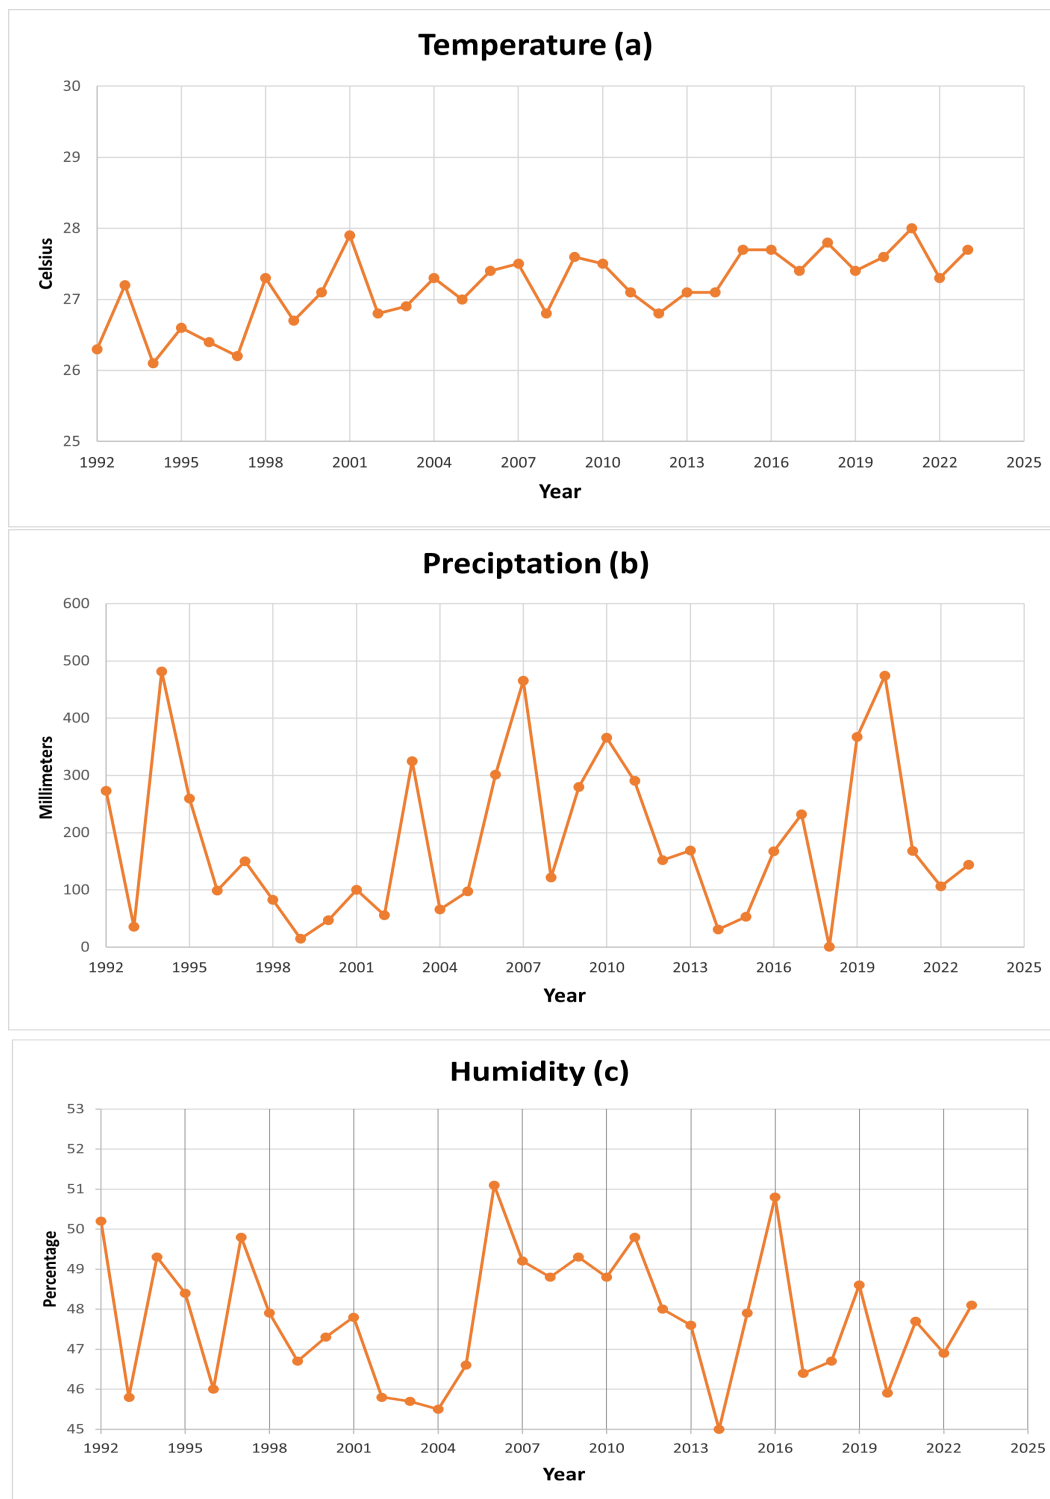 Temperature (a)
30
29
28
27
26
25
Celsius
1992 1995 1998 2001 2004 2007 2010 2013 2016 2019 2022 2025
Year
Preciptation (b)
600
500
400
300
200
100
0
Millimeters
1992 1995 1998 2001 2004 2007 2010 2013 2016 2019 2022 2025
Year
Humidity (c)
53
52
51
50
49
48
47
46
45
Percentage
1992 1995 1998 2001 2004 2007 2010 2013 2016 2019 2022 2025
Year